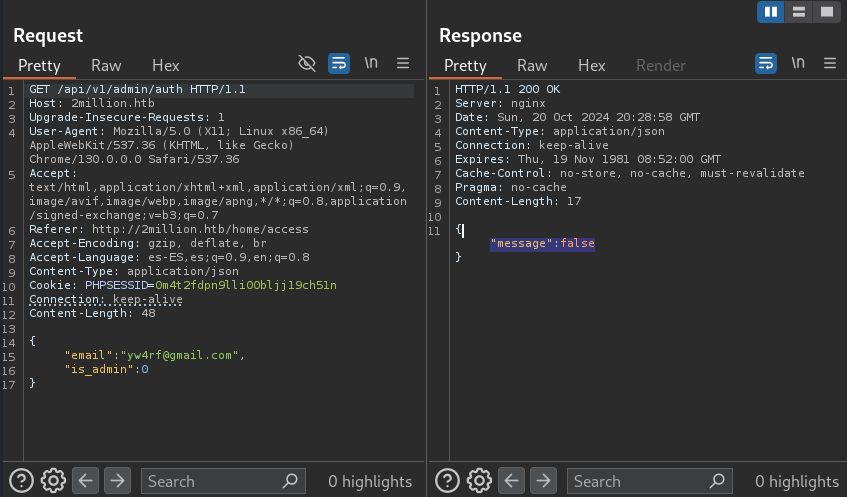 Request
Pretty Raw Hex \n
1 GET /api/v1/admin/auth HTTP/1.1
2 Host: 2million.htb
3 Upgrade-Insecure-Requests: 1
4 User-Agent: Mozilla/5.0 (X11; Linux x86_64)
AppleWebKit/537.36 (KHTML, like Gecko)
Chrome/130.0.0.0 Safari/537.36
5 Accept:
text/html,application/xhtml+xml,application/xml;q=0.9,
image/avif,image/webp,image/apng,*/*;q=0.8,application
/signed-exchange;v=b3;q=0.7
6 Referer: http://2million.htb/home/access
7 Accept-Encoding: gzip, deflate, br
8 Accept-Language: es-ES,es;q=0.9,en;q=0.8
9 Content-Type: application/json
10 Cookie: PHPSESSID=0m4t2fdpn9lli00bljj19ch51n
11 Connection: keep-alive
12 Content-Length: 48
13
14 {
15 "email":"yw4rf@gmail.com",
16 "is_admin":0
17 }
Search 0 highlights
Response
Pretty Raw Hex Render \n
1 HTTP/1.1 200 OK
2 Server: nginx
3 Date: Sun, 20 Oct 2024 20:28:58 GMT
4 Content-Type: application/json
5 Connection: keep-alive
6 Expires: Thu, 19 Nov 1981 08:52:00 GMT
7 Cache-Control: no-store, no-cache, must-revalidate
8 Pragma: no-cache
9 Content-Length: 17
10
11 {
"message":false
}
Search 0 highlights